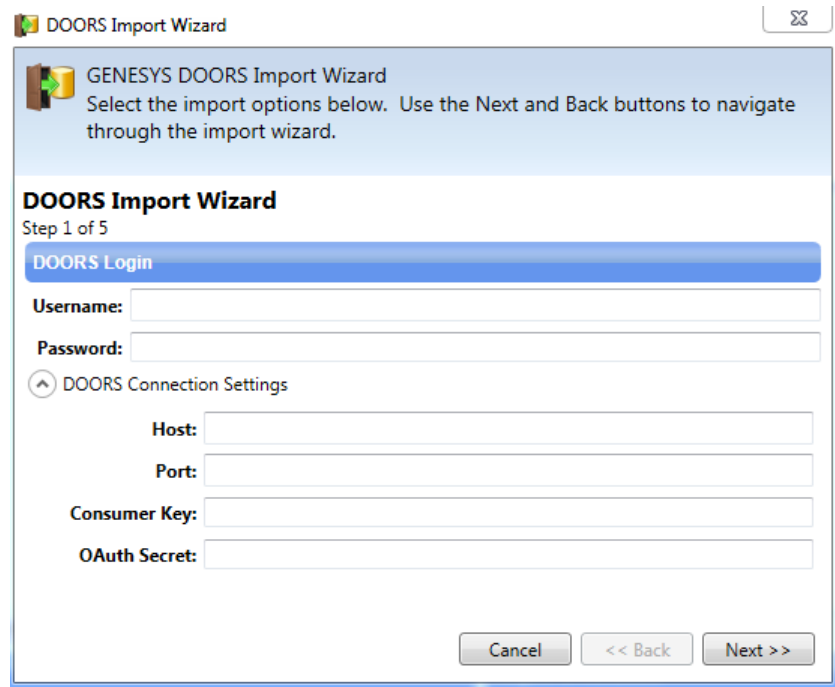 DOORS Import Wizard
GENESYS DOORS Import Wizard
Select the import options below. Use the Next and Back buttons to navigate
through the import wizard.
DOORS Import Wizard
Step 1 of 5
DOORS Login
Username:
Password:
DOORS Connection Settings
Host:
Port:
Consumer Key:
OAuth Secret:
Cancel << Back Next >>